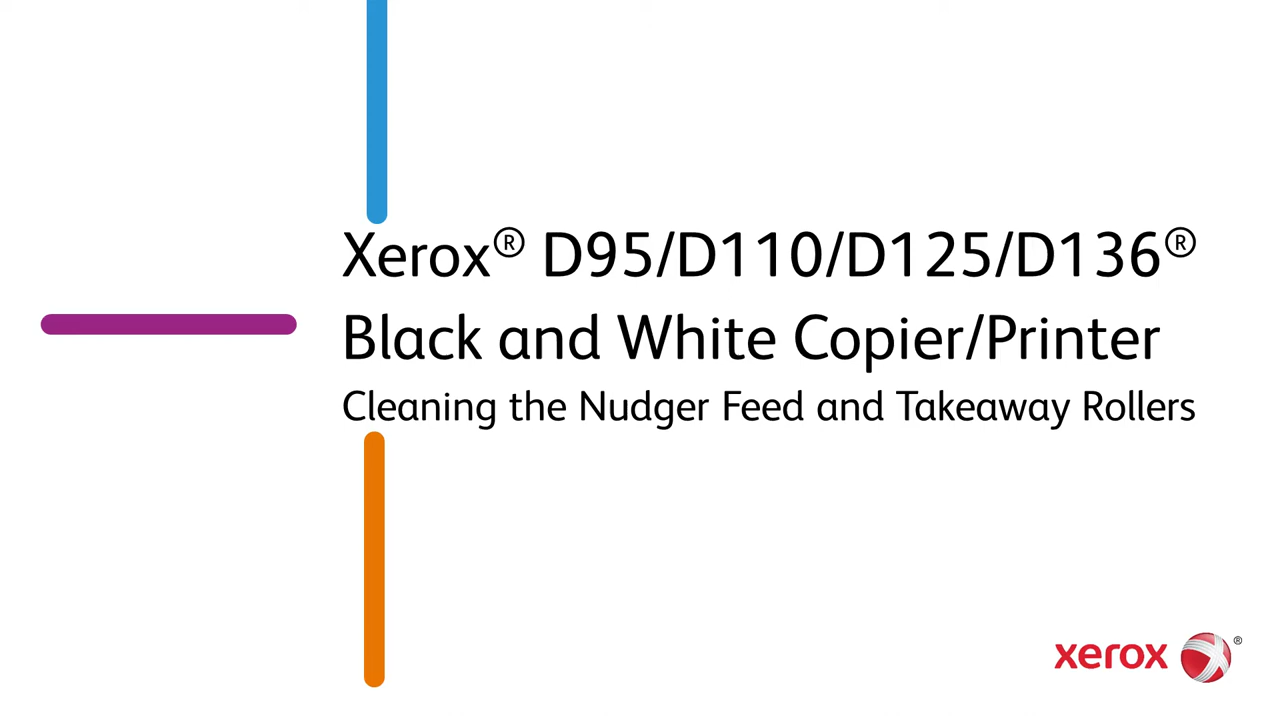 Xerox® D95/D110/D125/D136®
Black and White Copier/Printer
Cleaning the Nudger Feed and Takeaway Rollers
xerox ®